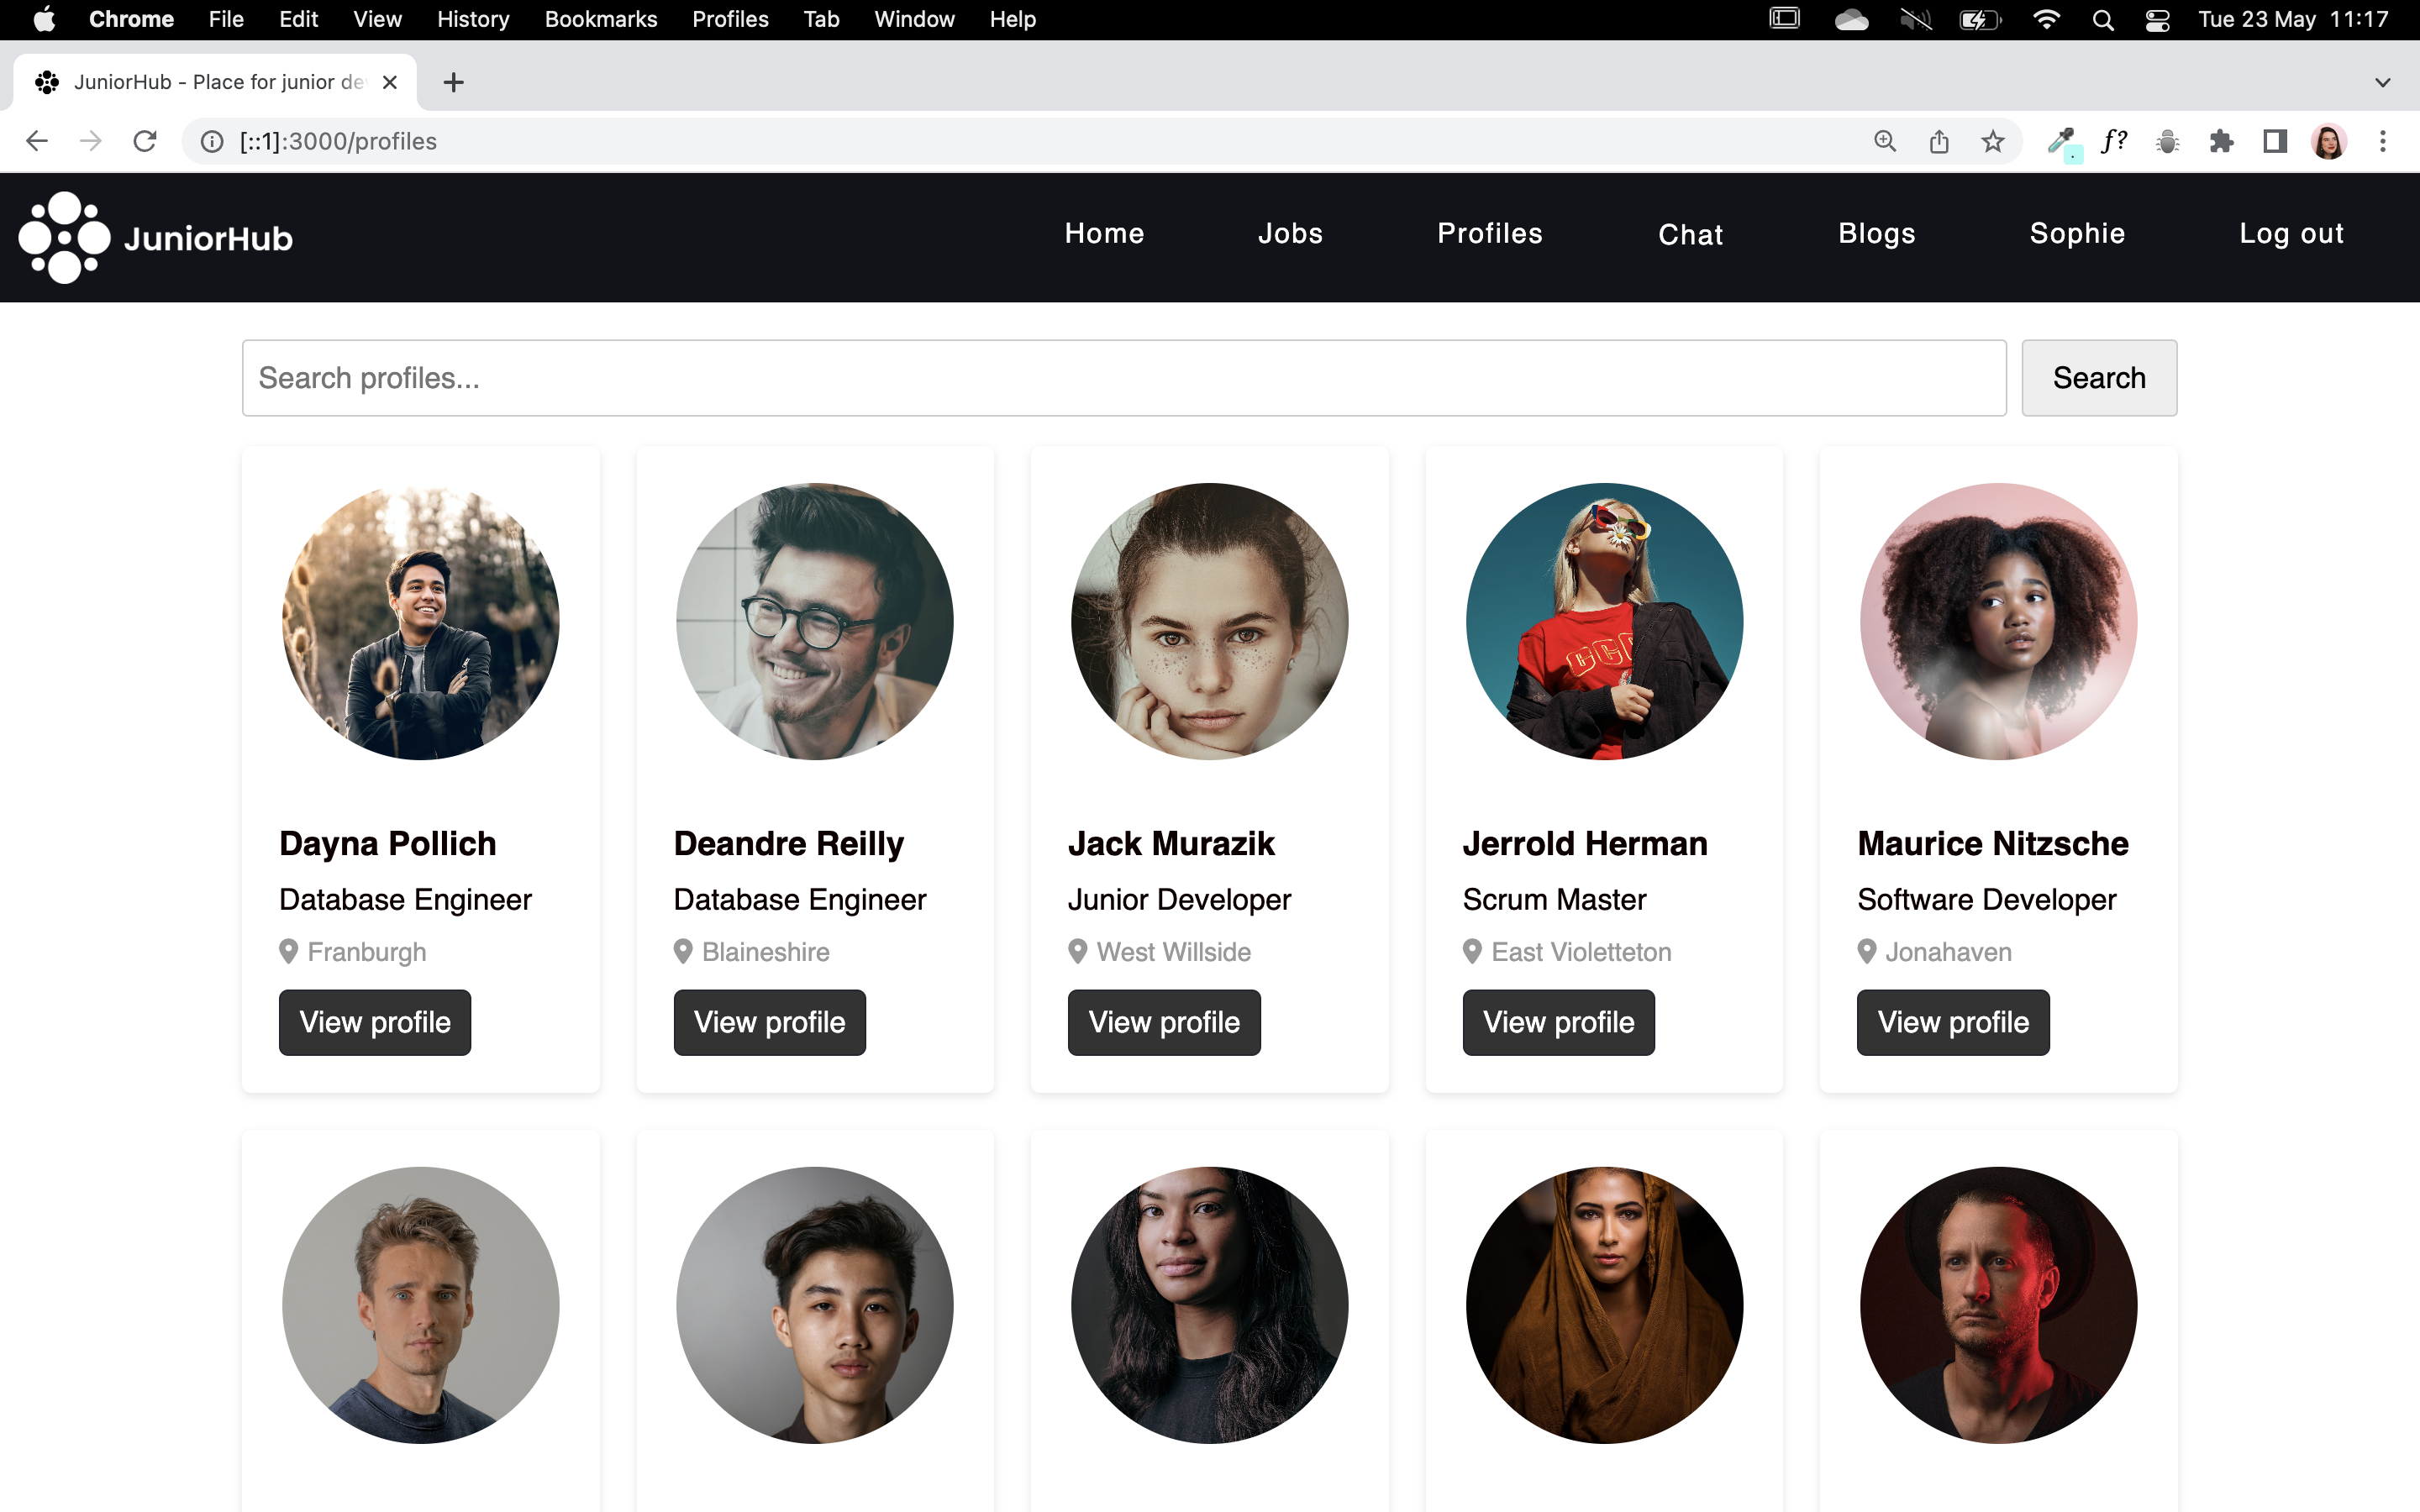 Chrome File Edit View History Bookmarks Profiles Tab Window Help Tue 23 May 11:17
JuniorHub - Place for junior de
[::1]:3000/profiles f?
JuniorHub Home Jobs Profiles Chat Blogs Sophie Log out
Search profiles... Search
Dayna Pollich Deandre Reilly Jack Murazik Jerrold Herman Maurice Nitzsche
Database Engineer Database Engineer Junior Developer Scrum Master Software Developer
Franburgh Blaineshire West Willside East Violetteton Jonahaven
View profile View profile View profile View profile View profile